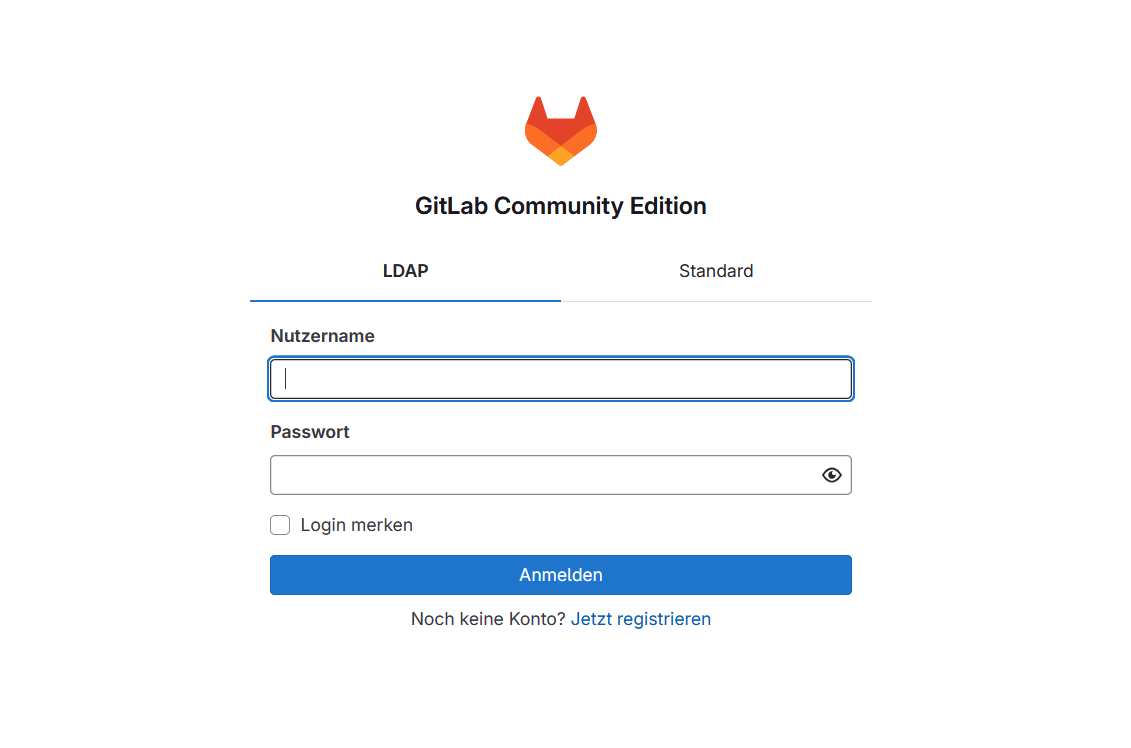 GitLab Community Edition
LDAP Standard
Nutzername
Passwort
Login merken
Anmelden
Noch keine Konto? Jetzt registrieren